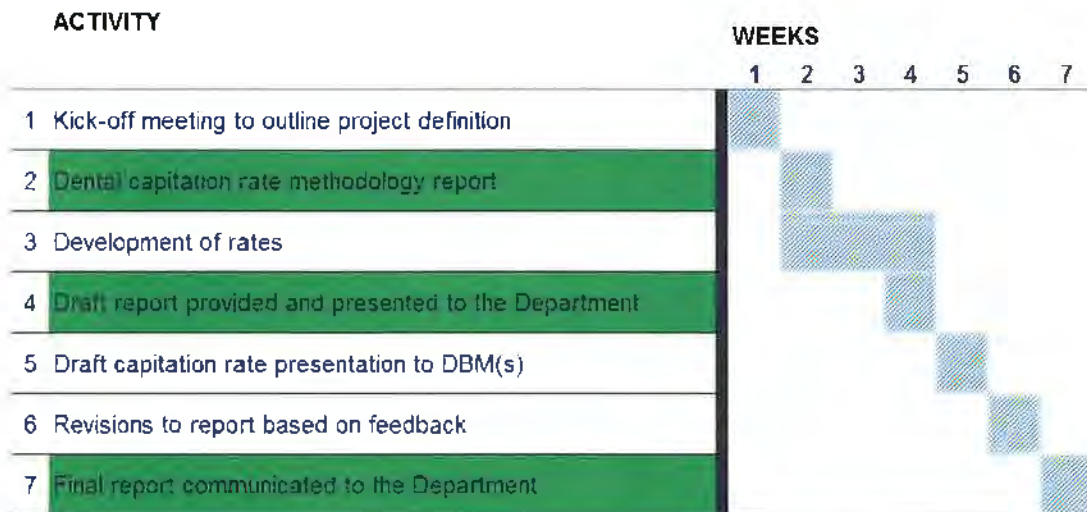 ACTIVITY
WEEKS
1 2 3 4 5 6 7
1 Kick-off meeting to outline project definition
2 Dental capitation rate methodology report
3 Development of rates
4 Draft report provided and presented to the Department
5 Draft capitation rate presentation to DBM(s)
6 Revisions to report based on feedback
7 Final report communicated to the Department